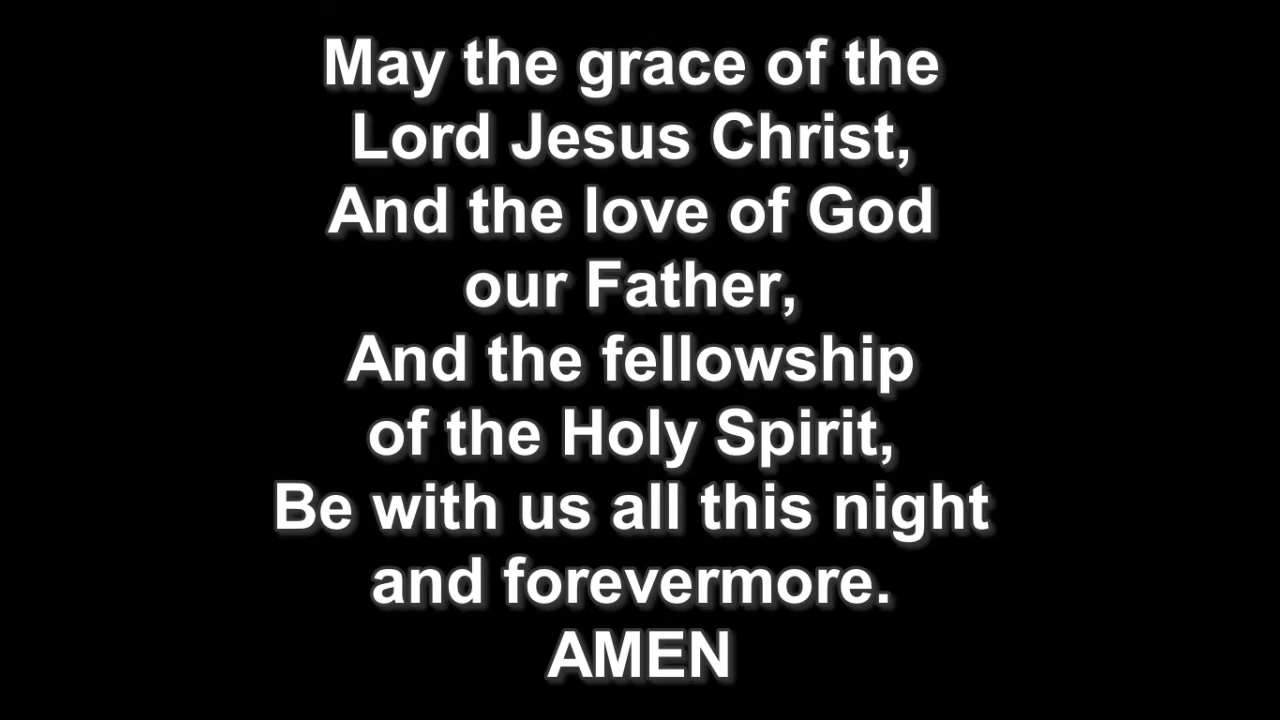 May the grace of the
Lord Jesus Christ,
And the love of God
our Father,
And the fellowship
of the Holy Spirit,
Be with us all this night
and forevermore.
AMEN